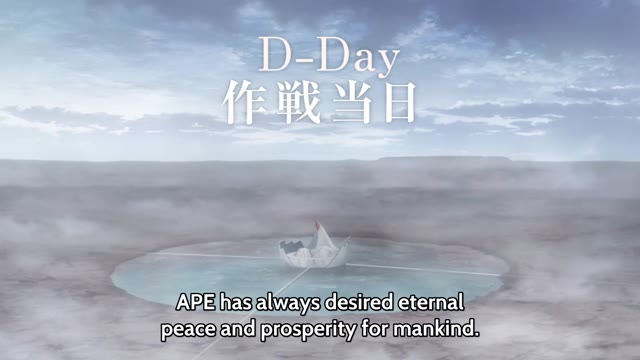 D-Day
作戦当日
APE has always desired eternal
peace and prosperity for mankind.